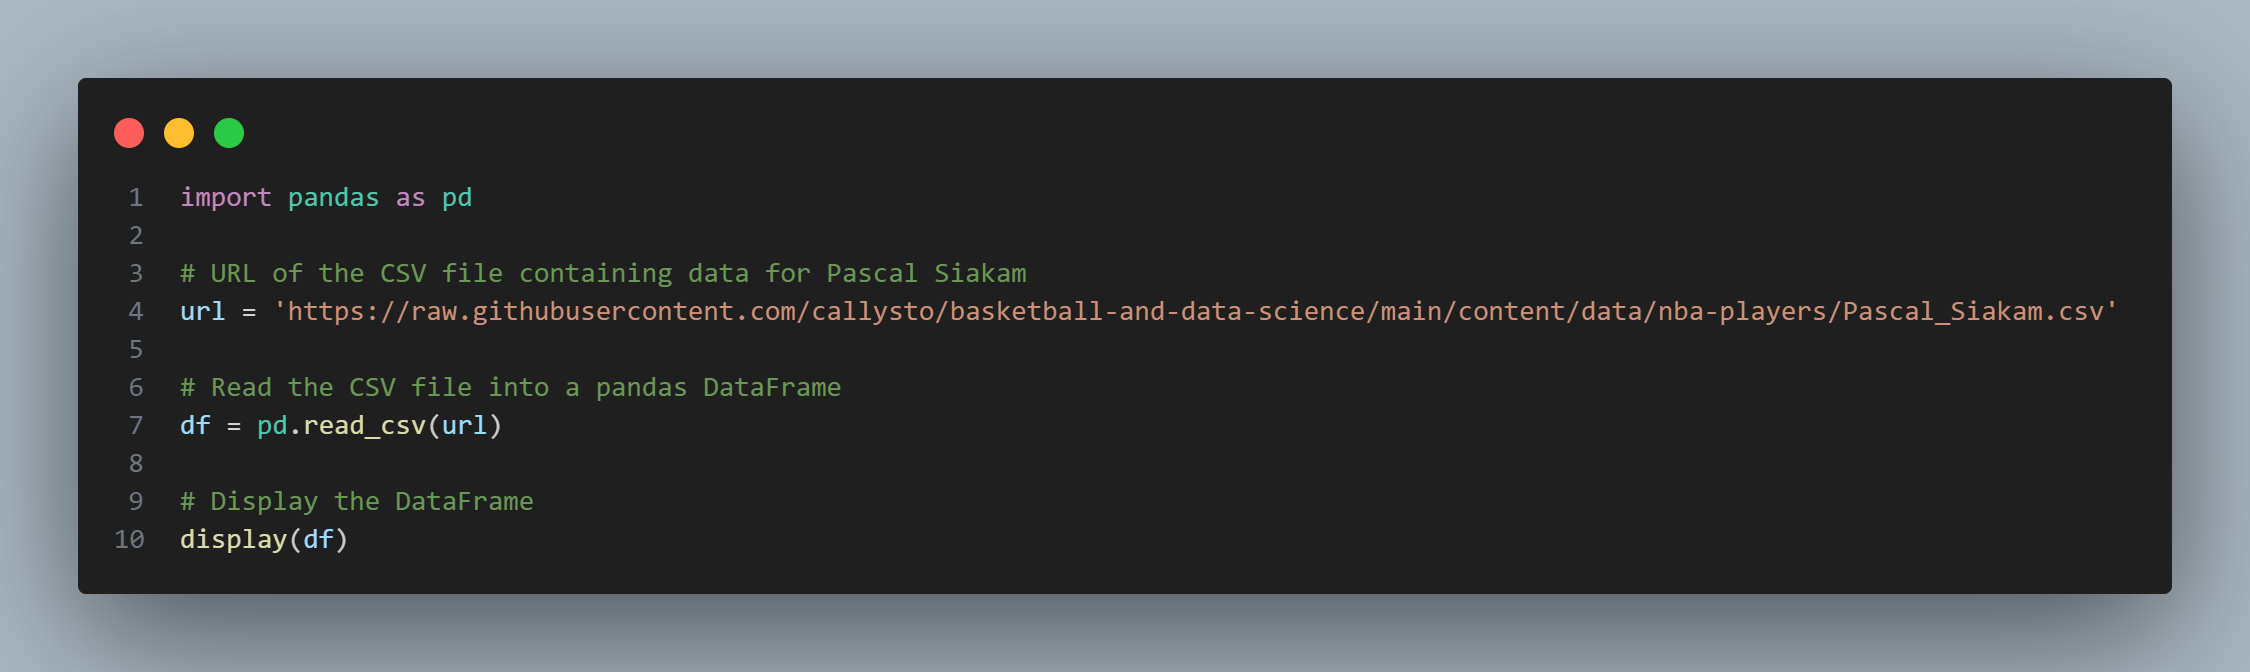 1 import pandas as pd
2
3 # URL of the CSV file containing data for Pascal Siakam
4 url = 'https://raw.githubusercontent.com/callysto/basketball-and-data-science/main/content/data/nba-players/Pascal_Siakam.csv'
5
6 # Read the CSV file into a pandas DataFrame
7 df = pd.read_csv(url)
8
9 # Display the DataFrame
10 display(df)